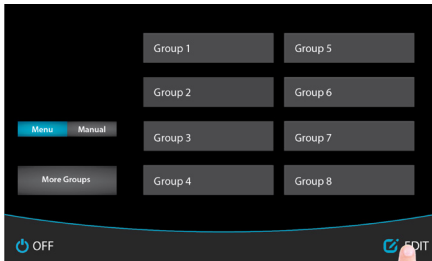 Group 1 Group 5
Group 2 Group 6
Menu Manual
Group 3 Group 7
More Groups
Group 4 Group 8
OFF
EDIT